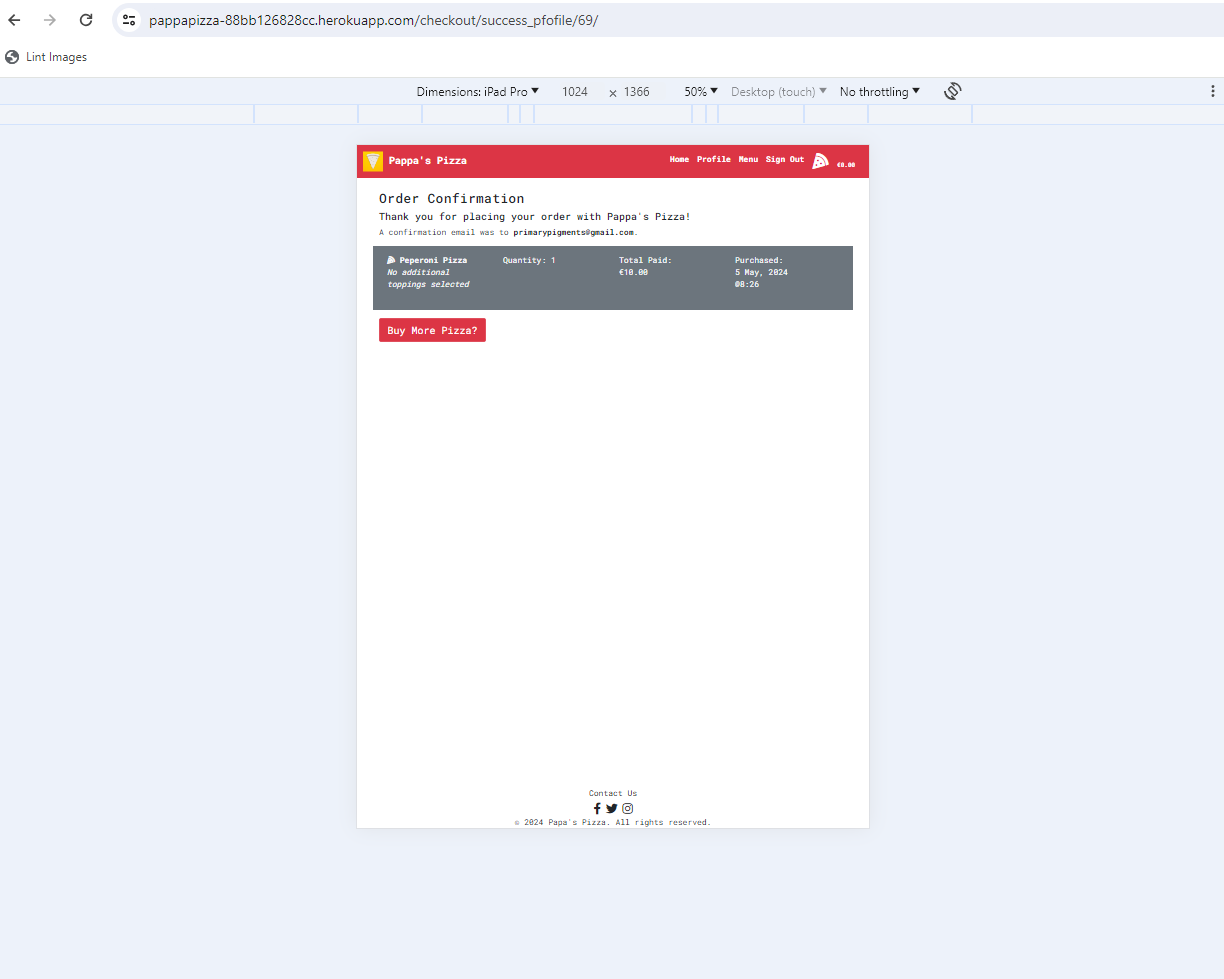 pappapizza-88bb126828cc.herokuapp.com/checkout/success_pfofile/69/
Lint Images
Dimensions: iPad Pro 1024 × 1366 50% Desktop (touch) No throttling
Pappa's Pizza Home Profile Menu Sign Out €0.00
Order Confirmation
Thank you for placing your order with Pappa's Pizza!
A confirmation email was to primarypigments@gmail.com.
Peperoni Pizza Quantity: 1 Total Paid: Purchased:
No additional €10.00 5 May, 2024
toppings selected 08:26
Buy More Pizza?
Contact Us
© 2024 Papa's Pizza. All rights reserved.